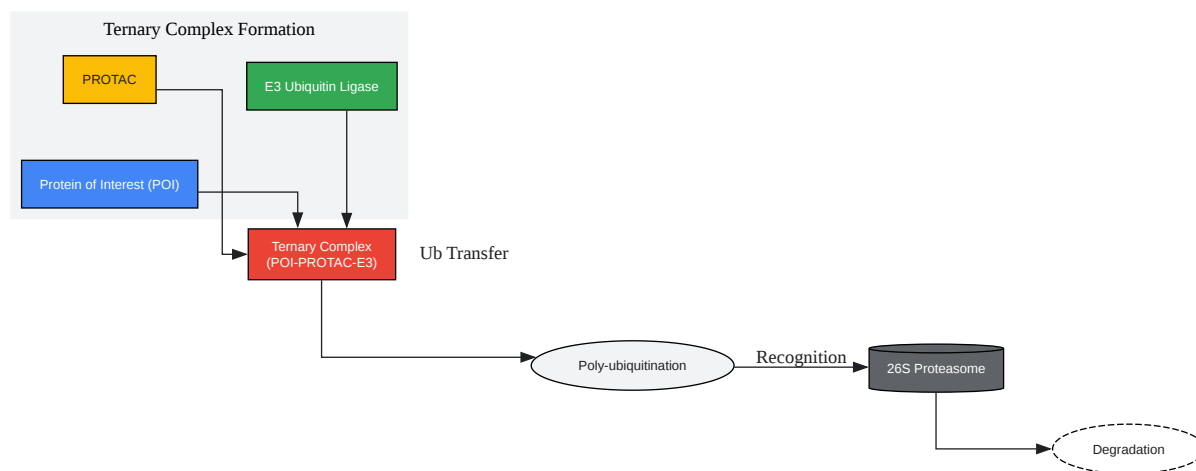 Ternary Complex Formation
PROTAC
E3 Ubiquitin Ligase
Protein of Interest (POI)
Ternary Complex
(POI-PROTAC-E3)
Ub Transfer
Poly-ubiquitination
Recognition
26S Proteasome
Degradation